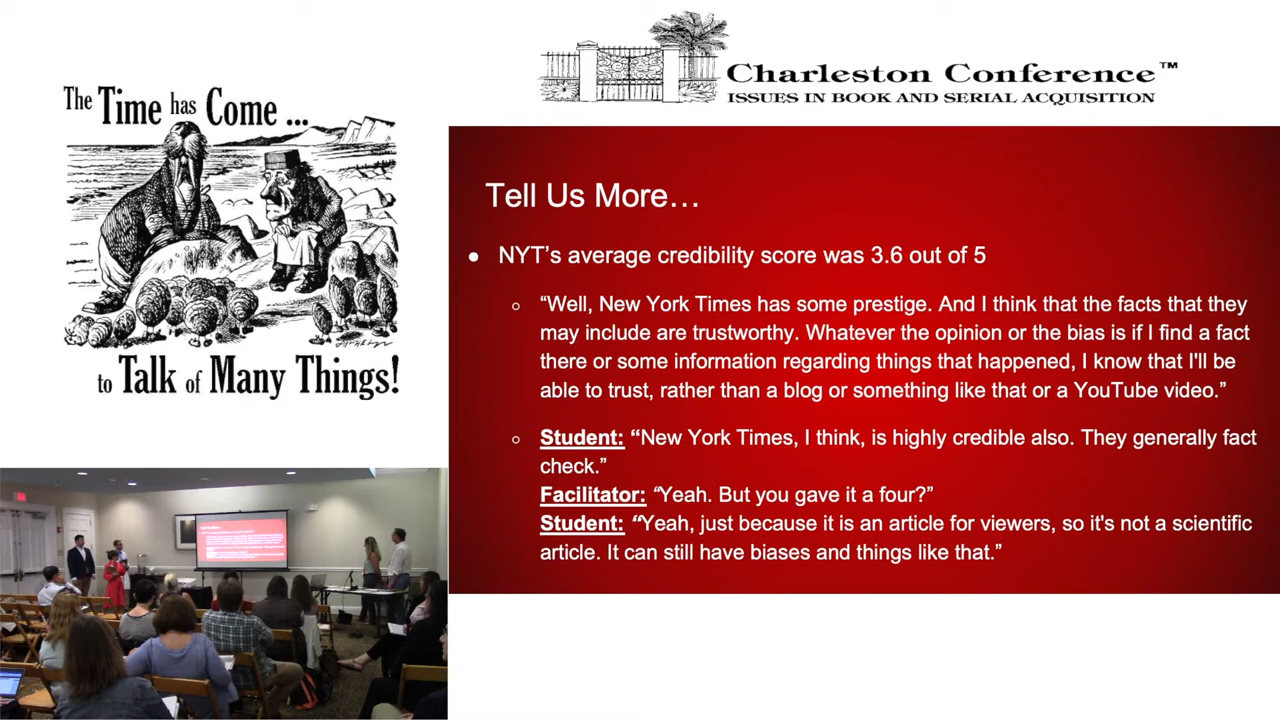 The Time has Come ...
to Talk of Many Things!
Charleston Conference™
ISSUES IN BOOK AND SERIAL ACQUISITION
Tell Us More…
● NYT’s average credibility score was 3.6 out of 5
○ “Well, New York Times has some prestige. And I think that the facts that they
may include are trustworthy. Whatever the opinion or the bias is if I find a fact
there or some information regarding things that happened, I know that I'll be
able to trust, rather than a blog or something like that or a YouTube video.”
○ Student: “New York Times, I think, is highly credible also. They generally fact
check.”
Facilitator: “Yeah. But you gave it a four?”
Student: “Yeah, just because it is an article for viewers, so it's not a scientific
article. It can still have biases and things like that.”
Tell Us More…